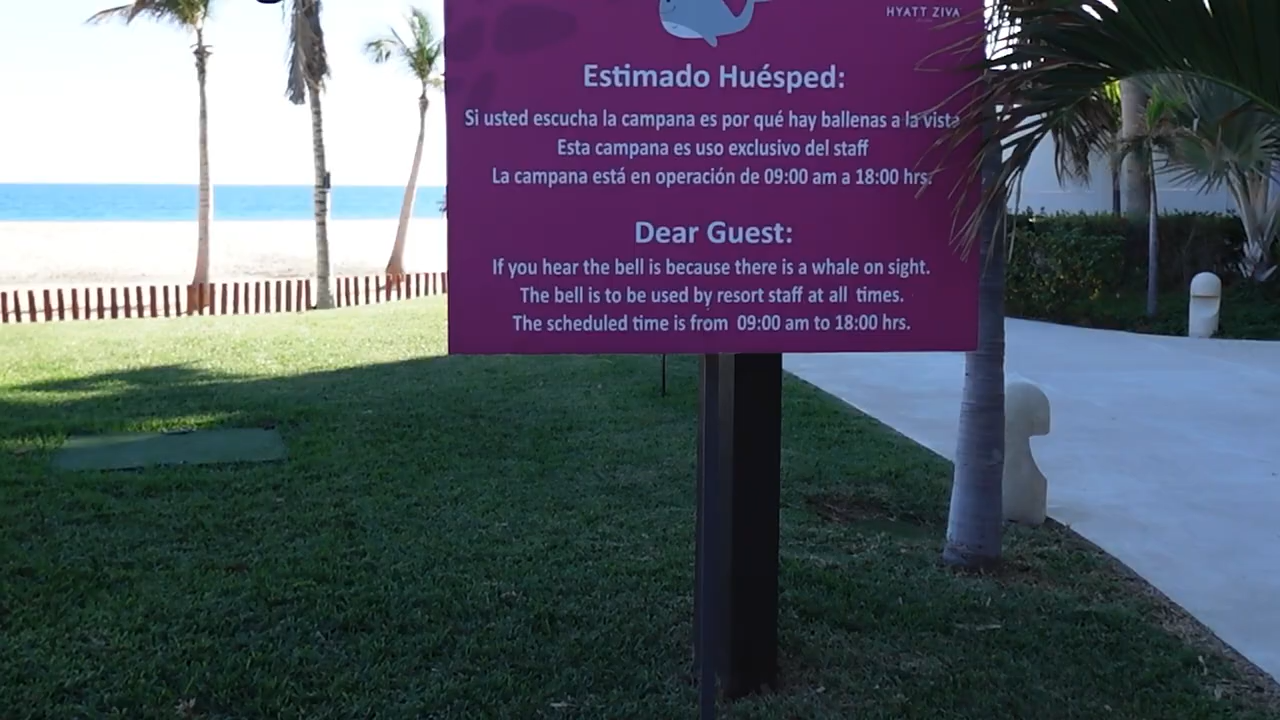 HYATT ZIVA
Estimado Huésped:
Si usted escucha la campana es por qué hay ballenas a la vista
Esta campana es uso exclusivo del staff
La campana está en operación de 09:00 am a 18:00 hrs.
Dear Guest:
If you hear the bell is because there is a whale on sight.
The bell is to be used by resort staff at all times.
The scheduled time is from 09:00 am to 18:00 hrs.